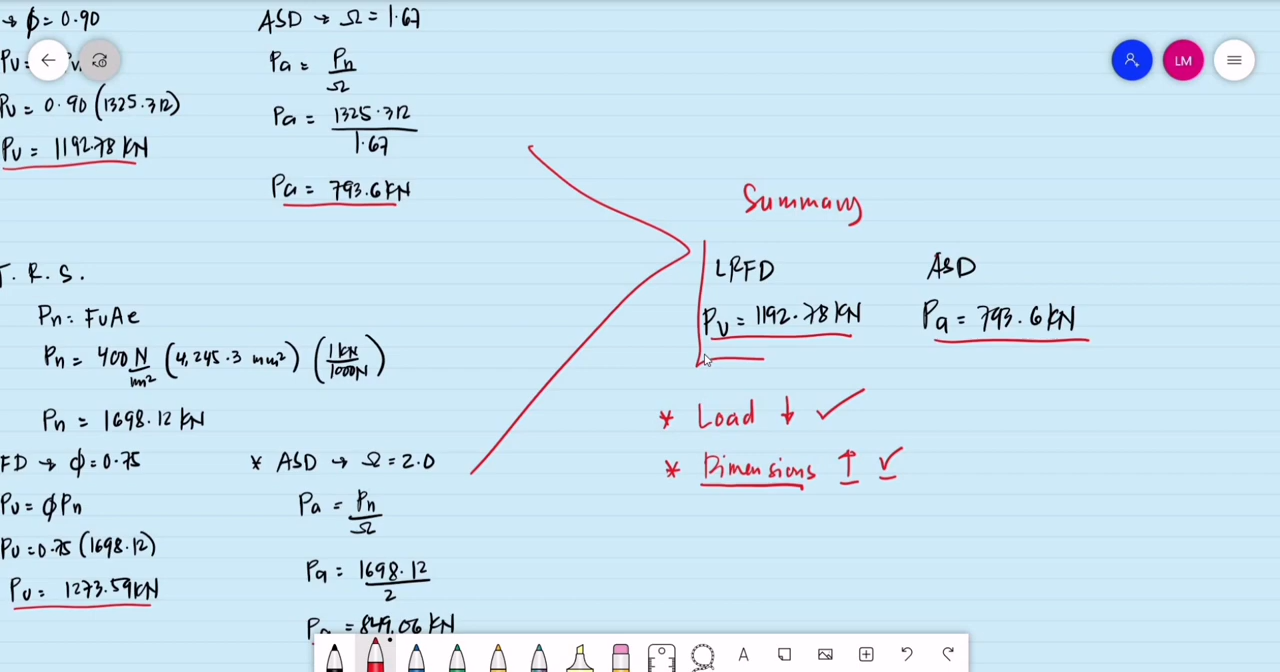 → ϕ = 0.90
Pu =
Pu = 0.90 (1325.312)
Pu = 1192.78 KN
ASD → Ω = 1.67
Pa = Pn
Ω
Pa = 1325.312
1.67
Pa = 793.6 KN
T. R. S.
Pn = FuAe
Pn = 400 N (4,245.3 mm²) (1 KN)
mm² 1000N
Pn = 1698.12 KN
FD → ϕ = 0.75
Pu = ϕPn
Pu = 0.75 (1698.12)
Pu = 1273.59 KN
* ASD → Ω = 2.0
Pa = Pn
Ω
Pa = 1698.12
2
Pa = 849.06 KN
Summary
LRFD
Pu = 1192.78 KN
ASD
Pa = 793.6 KN
* Load ↓ ✓
* Dimensions ↑ ✓
LM
A